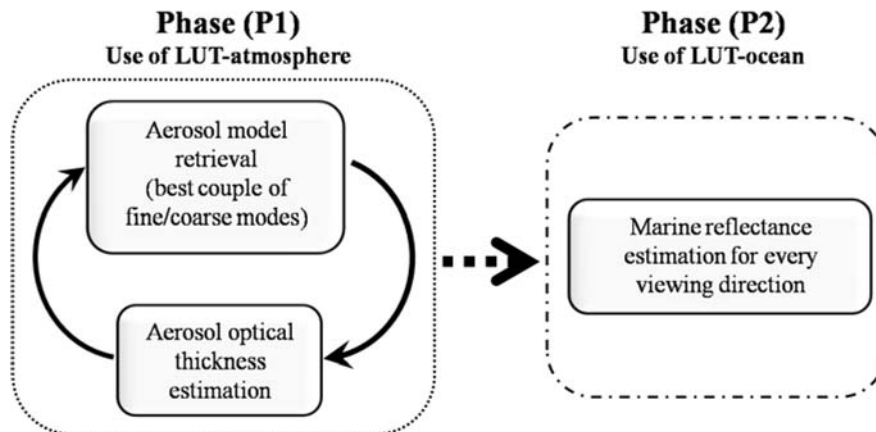 Phase (P1)
Use of LUT-atmosphere
Aerosol model
retrieval
(best couple of
fine/coarse modes)
Aerosol optical
thickness
estimation
Phase (P2)
Use of LUT-ocean
Marine reflectance
estimation for every
viewing direction